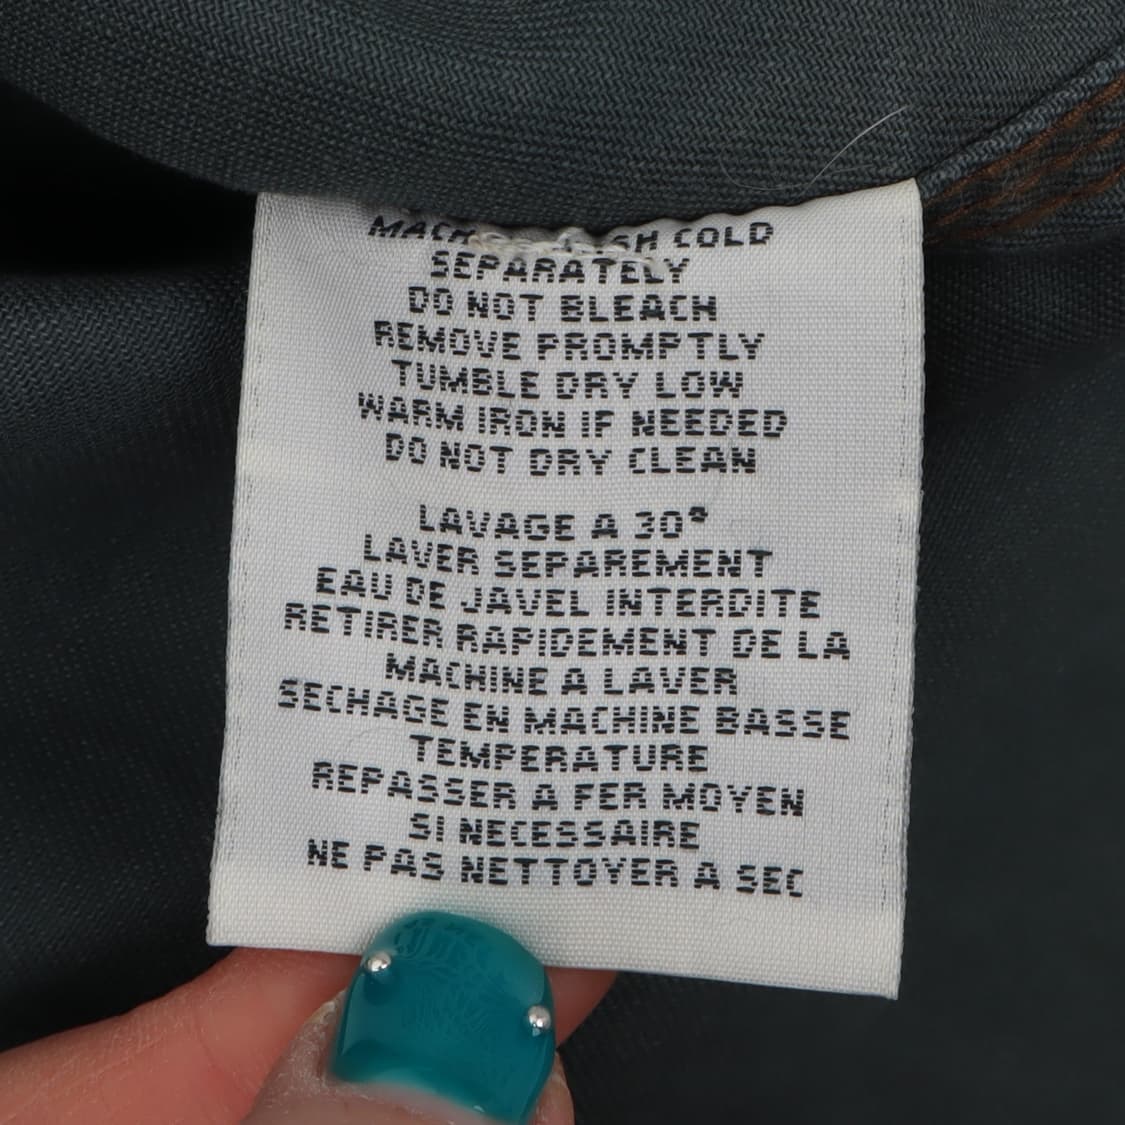 COLD
SEPARATELY
DO NOT BLEACH
REMOVE PROMPTLY
TUMBLE DRY LOW
WARM IRON IF NEEDED
DO NOT DRY CLEAN
LAVAGE A 30°
LAVER SEPAREMENT
EAU DE JAVEL INTERDITE
RETIRER RAPIDEMENT DE LA
MACHINE A LAVER
SECHAGE EN MACHINE BASSE
TEMPERATURE
REPASSER A FER MOYEN
SI NECESSAIRE
NE PAS NETTOYER A SEC